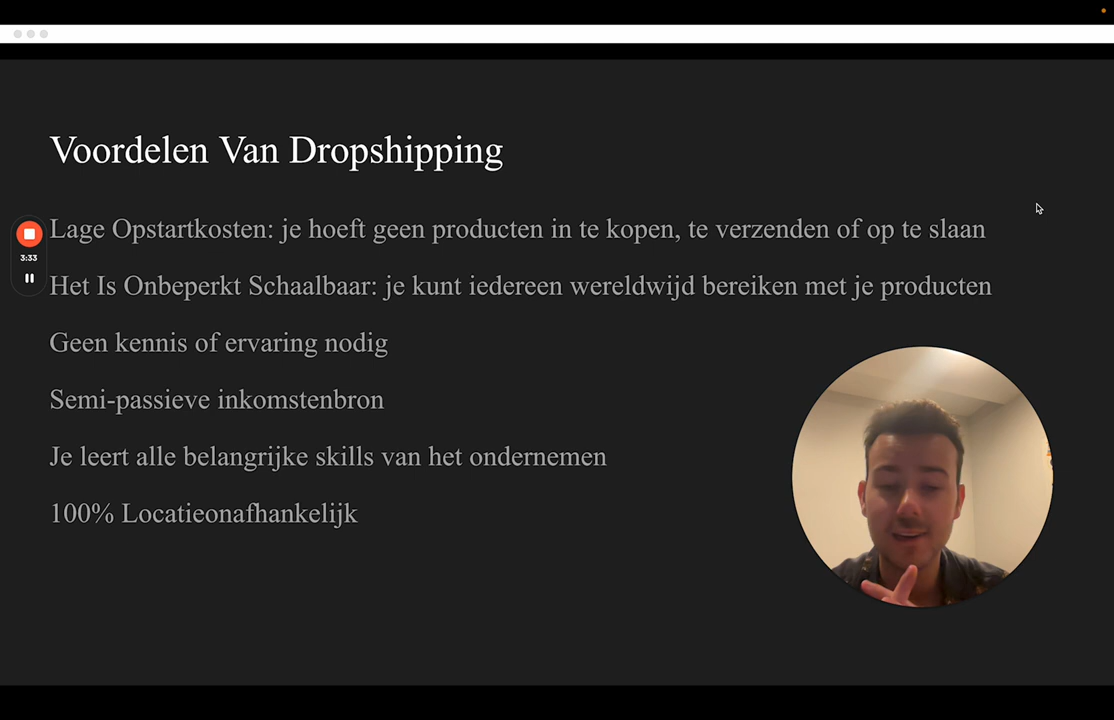 Voordelen Van Dropshipping
Lage Opstartkosten: je hoeft geen producten in te kopen, te verzenden of op te slaan
3:33
Het Is Onbeperkt Schaalbaar: je kunt iedereen wereldwijd bereiken met je producten
Geen kennis of ervaring nodig
Semi-passieve inkomstenbron
Je leert alle belangrijke skills van het ondernemen
100% Locatieonafhankelijk